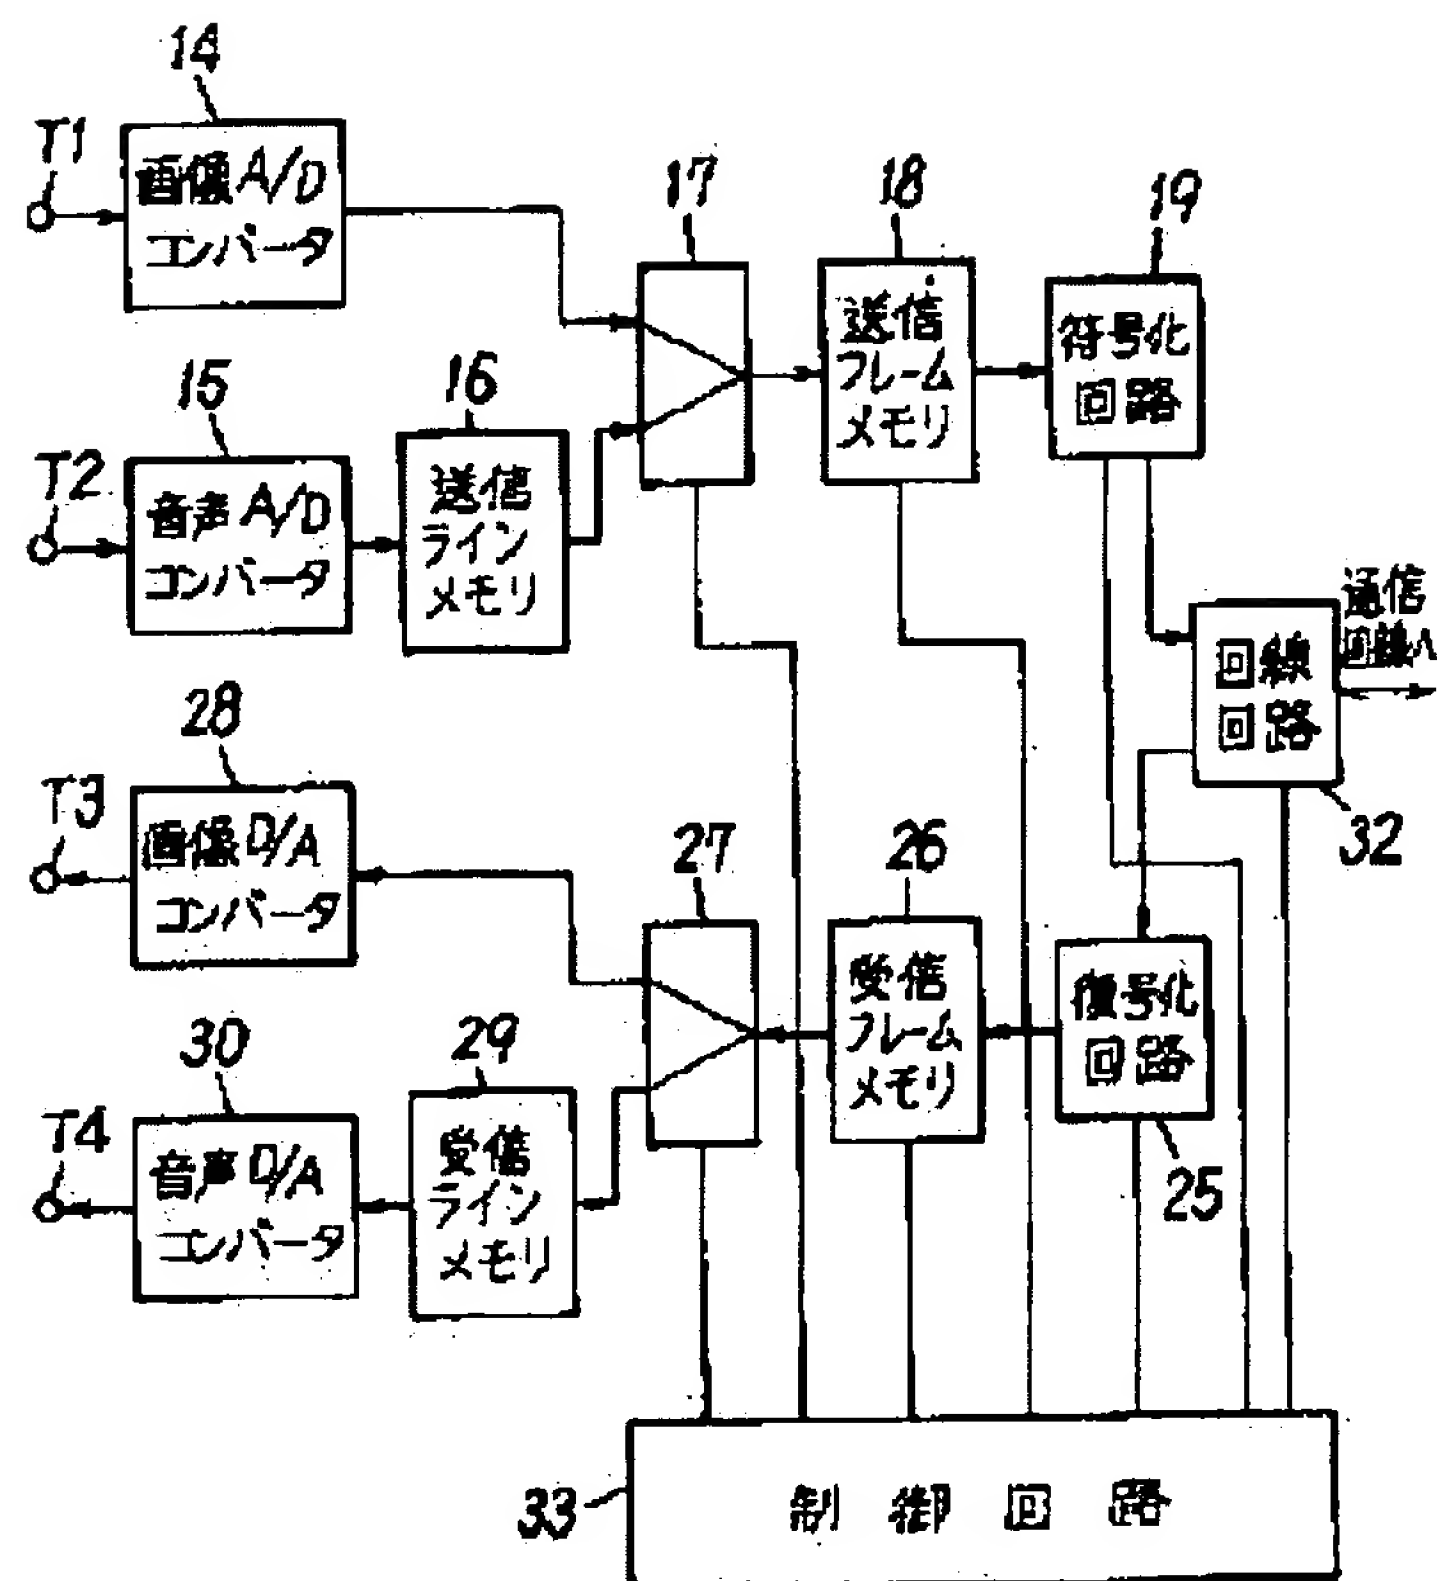 14
T1
画像 A/D
コンバータ
17
18
19
送信
フレーム
メモリ
符号化
回路
15
16
T2
音声 A/D
コンバータ
送信
ライン
メモリ
通信
回線へ
回線
回路
32
28
T3
画像 D/A
コンバータ
27
26
受信
フレーム
メモリ
復号化
回路
25
30
29
T4
音声 D/A
コンバータ
受信
ライン
メモリ
33
制御回路